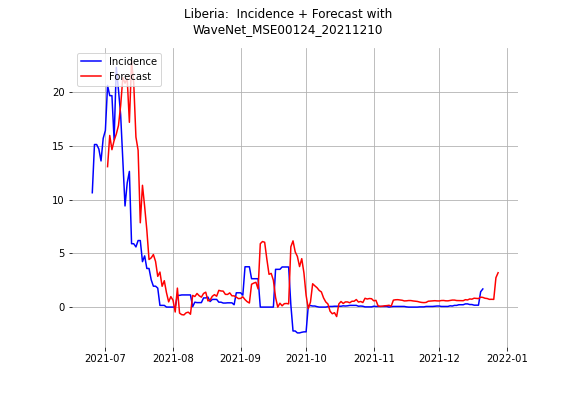 Liberia:  Incidence + Forecast with
WaveNet_MSE00124_20211210
Incidence
Forecast
20
15
10
5
0
2021-07 2021-08 2021-09 2021-10 2021-11 2021-12 2022-01